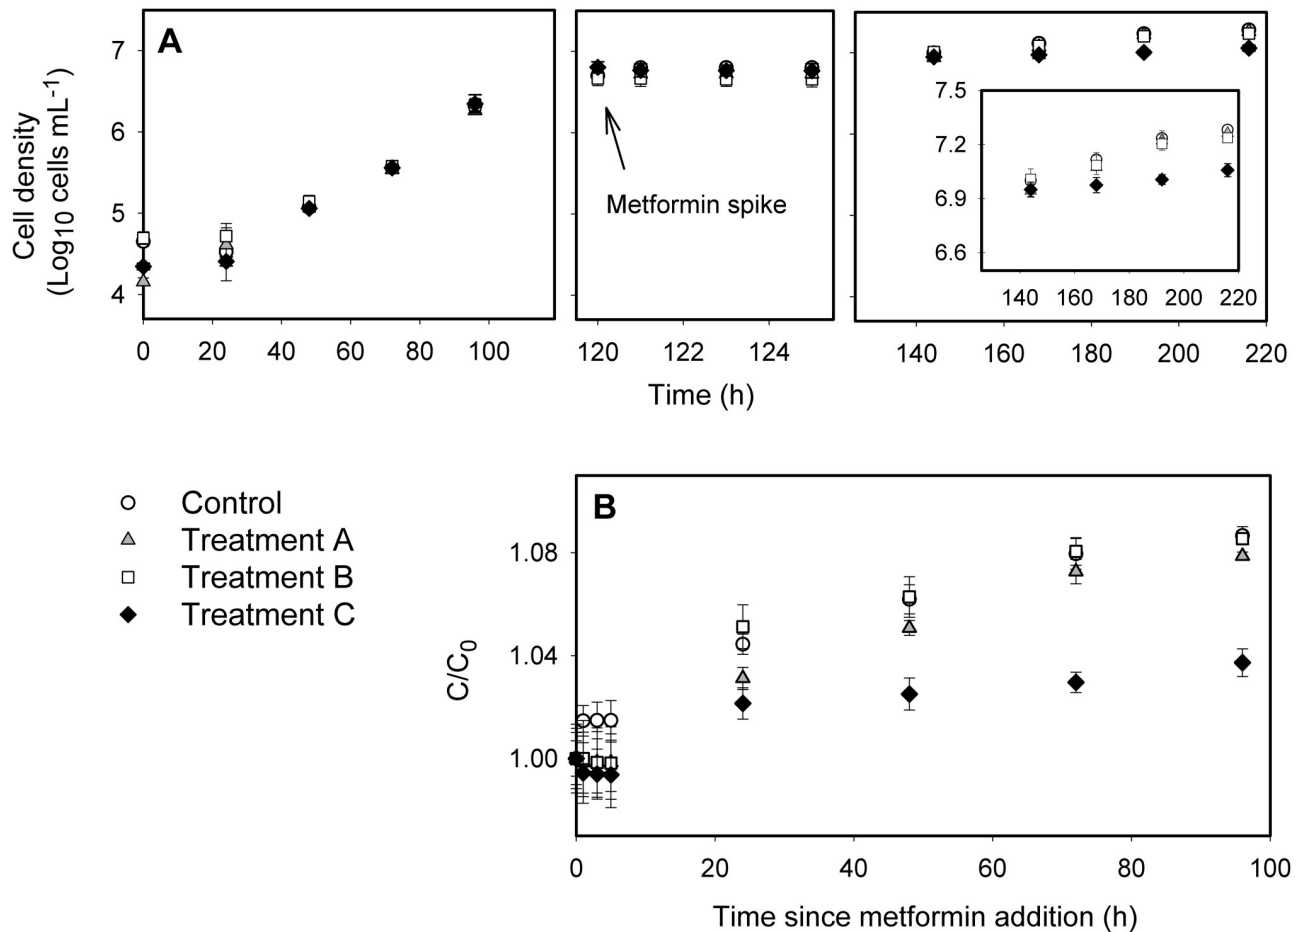 A
7
6
5
4
Cell density
(Log10 cells mL-1)
0 20 40 60 80 100
Metformin spike
120 122 124
7.5
7.2
6.9
6.6
140 160 180 200 220
140 160 180 200 220
Time (h)
Control
Treatment A
Treatment B
Treatment C
B
1.08
1.04
1.00
C/C0
0 20 40 60 80 100
Time since metformin addition (h)